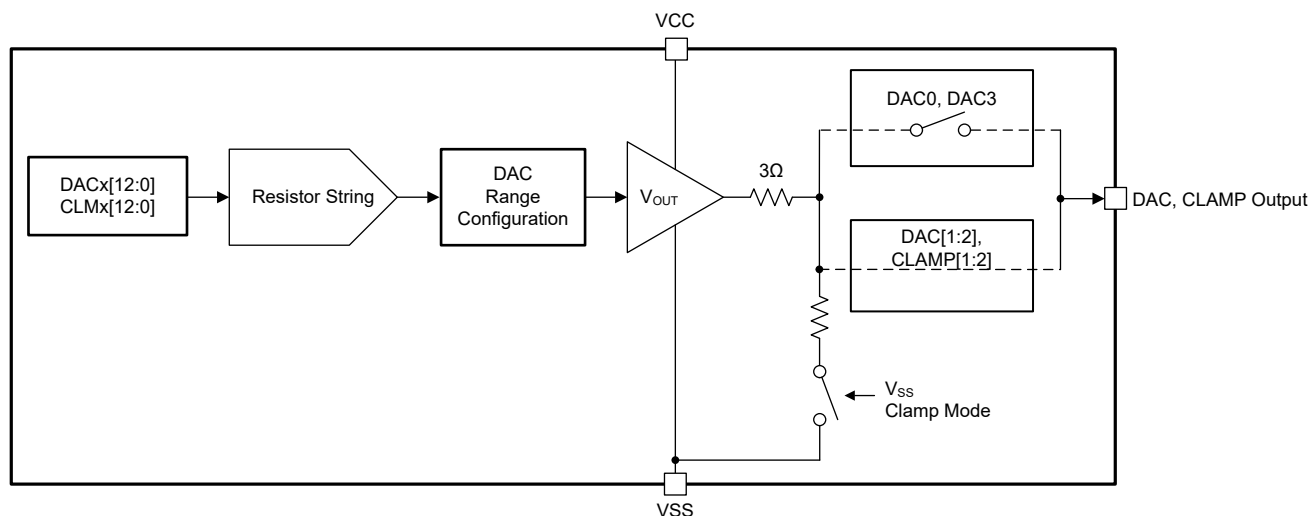 VCC
DACx[12:0]
CLMx[12:0]
Resistor String
DAC
Range
Configuration
VOUT
3Ω
DAC0, DAC3
DAC[1:2],
CLAMP[1:2]
DAC, CLAMP Output
VSS
Clamp Mode
VSS